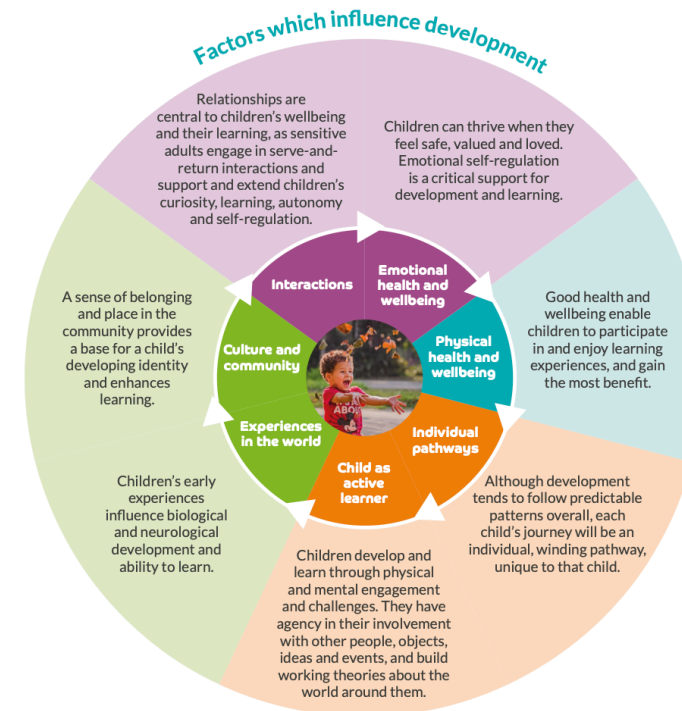 Factors which influence development
Relationships are
central to children's wellbeing
and their learning, as sensitive
adults engage in serve-and-
return interactions and
support and extend children's
curiosity, learning, autonomy
and self-regulation.
Children can thrive when they
feel safe, valued and loved.
Emotional self-regulation
is a critical support for
development and learning.
Interactions
Emotional
health and
wellbeing
A sense of belonging
and place in the
community provides
a base for a child's
developing identity
and enhances
learning.
Culture and
community
Physical
health and
wellbeing
Good health and
wellbeing enable
children to participate
in and enjoy learning
experiences, and gain
the most benefit.
Experiences
in the world
Individual
pathways
Child as
active
learner
Children's early
experiences
influence biological
and neurological
development and
ability to learn.
Although development
tends to follow predictable
patterns overall, each
child's journey will be an
individual, winding pathway,
unique to that child.
Children develop and
learn through physical
and mental engagement
and challenges. They have
agency in their involvement
with other people, objects,
ideas and events, and build
working theories about the
world around them.